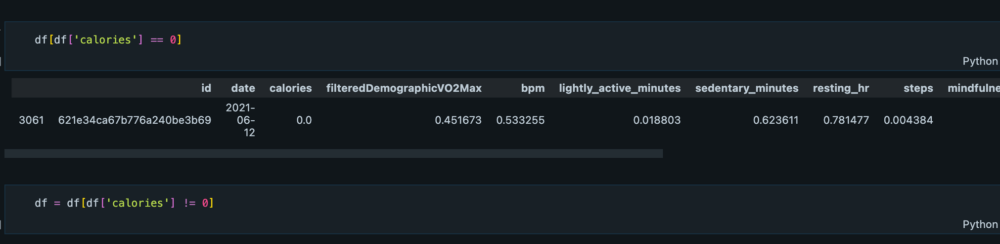 df[df['calories'] == 0]
Python
id date calories filteredDemographicVO2Max bpm lightly_active_minutes sedentary_minutes resting_hr steps mindfulne
2021-
3061 621e34ca67b776a240be3b69 06- 0.0 0.451673 0.533255 0.018803 0.623611 0.781477 0.004384
12
df = df[df['calories'] != 0]
Python